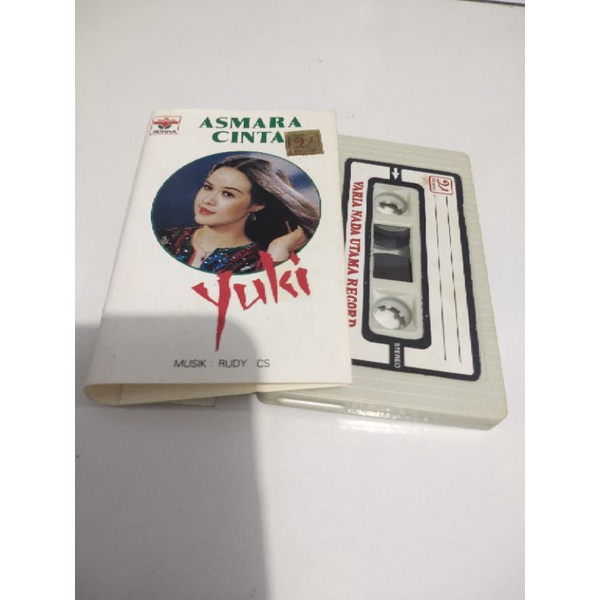 ASMARA
CINTA
Yuki
MUSIK : RUDY CS
VARIA NADA UTAMA RECORD
STEREO